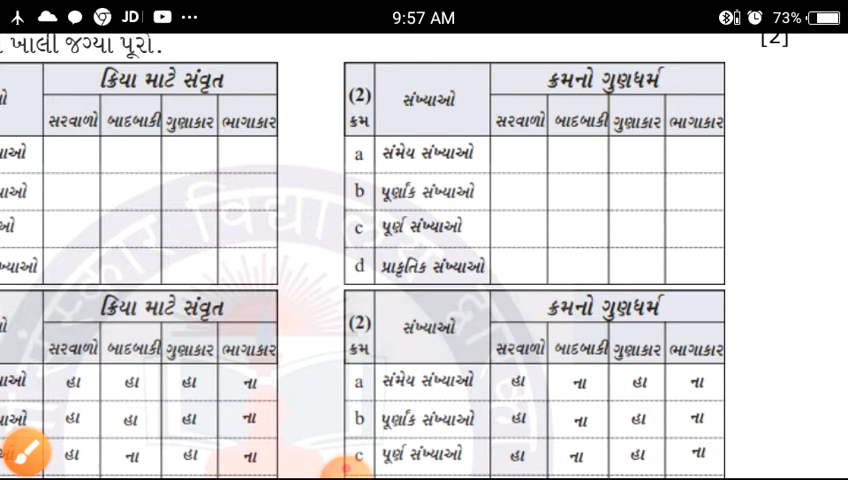 JD 9:57 AM 73%
ખાલી જગ્યા પૂરો. [2]
ક્રિયા માટે સંવૃત
સરવાળો બાદબાકી ગુણાકાર ભાગાકાર
(2) ક્રમ સંખ્યાઓ ક્રમનો ગુણધર્મ
સરવાળો બાદબાકી ગુણાકાર ભાગાકાર
a સંમેય સંખ્યાઓ
b પૂર્ણાંક સંખ્યાઓ
c પૂર્ણ સંખ્યાઓ
d પ્રાકૃતિક સંખ્યાઓ
ક્રિયા માટે સંવૃત
સરવાળો બાદબાકી ગુણાકાર ભાગાકાર
હા હા હા ના
હા હા હા ના
હા ના હા ના
(2) ક્રમ સંખ્યાઓ ક્રમનો ગુણધર્મ
સરવાળો બાદબાકી ગુણાકાર ભાગાકાર
a સંમેય સંખ્યાઓ હા ના હા ના
b પૂર્ણાંક સંખ્યાઓ હા ના હા ના
c પૂર્ણ સંખ્યાઓ હા ના હા ના